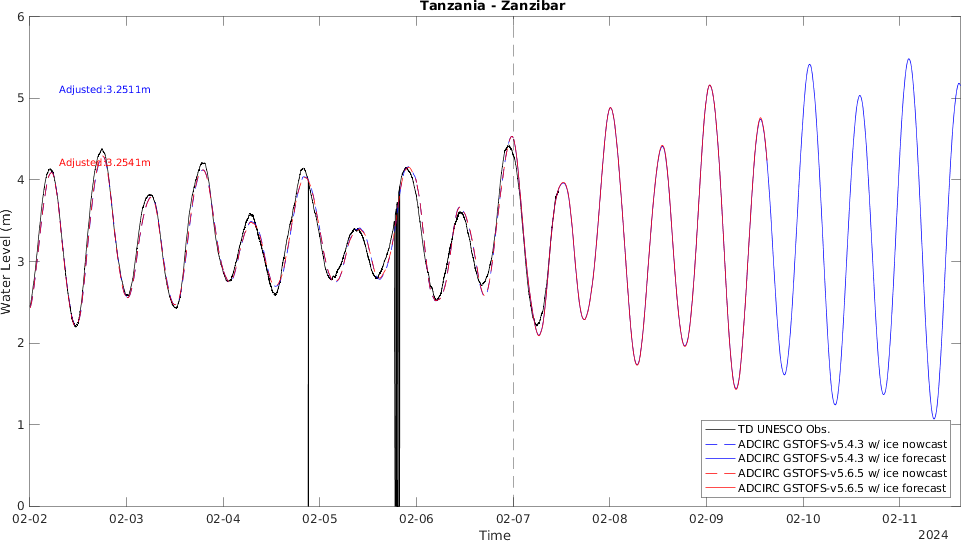 Tanzania - Zanzibar
6
5
4
3
2
1
0
Water Level (m)
Adjusted:3.2511m
Adjusted:3.2541m
TD UNESCO Obs.
ADCIRC GSTOFS-v5.4.3 w/ ice nowcast
ADCIRC GSTOFS-v5.4.3 w/ ice forecast
ADCIRC GSTOFS-v5.6.5 w/ ice nowcast
ADCIRC GSTOFS-v5.6.5 w/ ice forecast
02-02 02-03 02-04 02-05 02-06 02-07 02-08 02-09 02-10 02-11
Time
2024